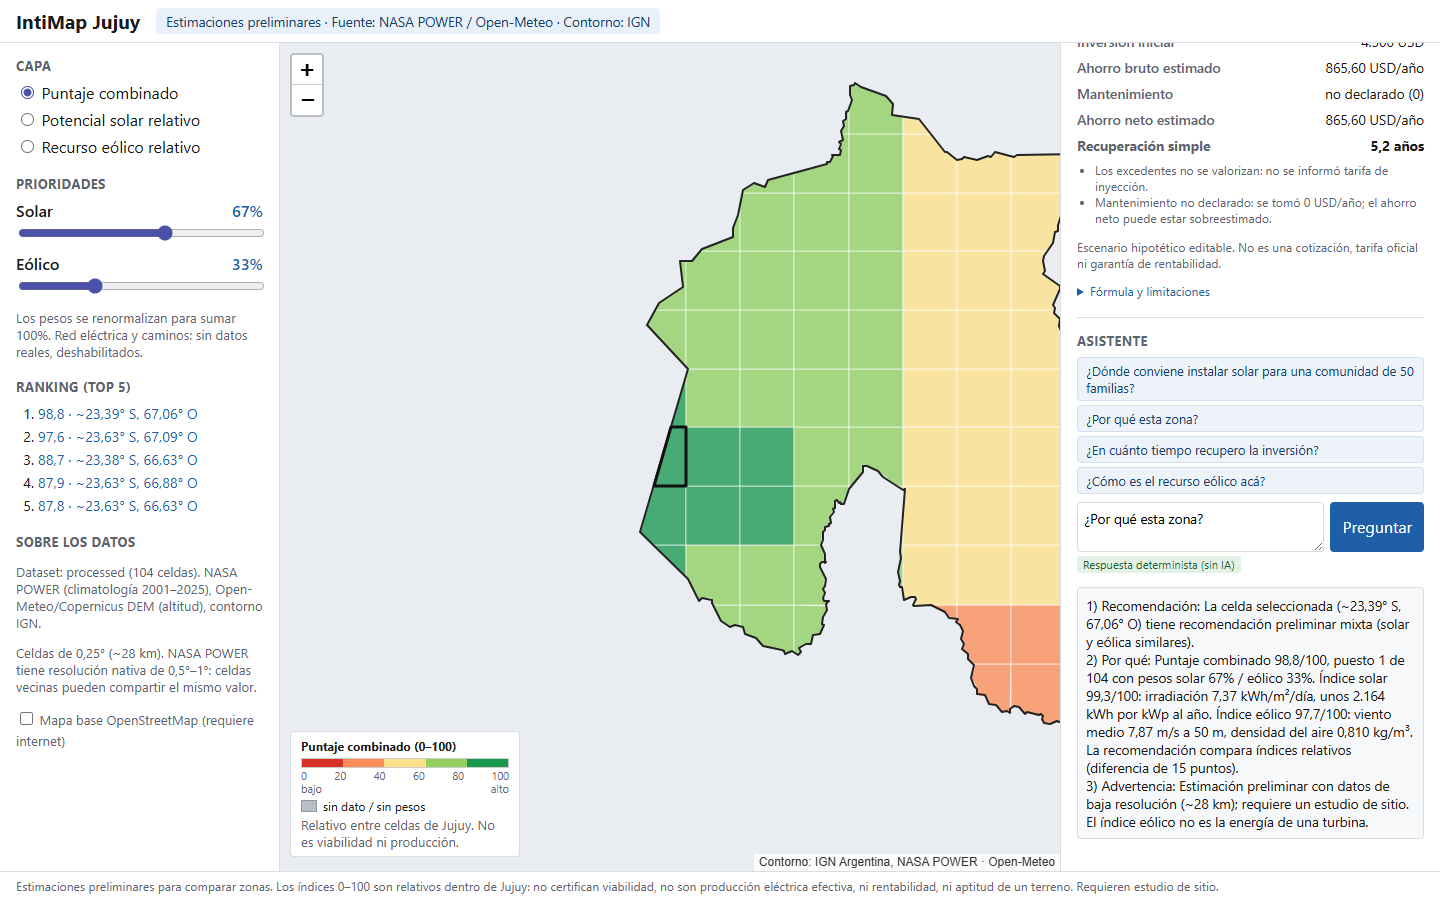 IntiMap Jujuy
Estimaciones preliminares · Fuente: NASA POWER / Open-Meteo · Contorno: IGN
CAPA
Puntaje combinado
Potencial solar relativo
Recurso eólico relativo
PRIORIDADES
Solar 67%
Eólico 33%
Los pesos se renormalizan para sumar
100%. Red eléctrica y caminos: sin datos
reales, deshabilitados.
RANKING (TOP 5)
1. 98,8 · ~23,39° S, 67,06° O
2. 97,6 · ~23,63° S, 67,09° O
3. 88,7 · ~23,38° S, 66,63° O
4. 87,9 · ~23,63° S, 66,88° O
5. 87,8 · ~23,63° S, 66,63° O
SOBRE LOS DATOS
Dataset: processed (104 celdas). NASA
POWER (climatología 2001–2025), Open-
Meteo/Copernicus DEM (altitud), contorno
IGN.
Celdas de 0,25° (~28 km). NASA POWER
tiene resolución nativa de 0,5°–1°: celdas
vecinas pueden compartir el mismo valor.
Mapa base OpenStreetMap (requiere
internet)
+
−
Puntaje combinado (0–100)
0 20 40 60 80 100
bajo alto
sin dato / sin pesos
Relativo entre celdas de Jujuy. No
es viabilidad ni producción.
Contorno: IGN Argentina, NASA POWER · Open-Meteo
Inversión inicial 4.500 USD
Ahorro bruto estimado 865,60 USD/año
Mantenimiento no declarado (0)
Ahorro neto estimado 865,60 USD/año
Recuperación simple 5,2 años
• Los excedentes no se valorizan: no se informó tarifa de
inyección.
• Mantenimiento no declarado: se tomó 0 USD/año; el ahorro
neto puede estar sobreestimado.
Escenario hipotético editable. No es una cotización, tarifa oficial
ni garantía de rentabilidad.
Fórmula y limitaciones
ASISTENTE
¿Dónde conviene instalar solar para una comunidad de 50
familias?
¿Por qué esta zona?
¿En cuánto tiempo recupero la inversión?
¿Cómo es el recurso eólico acá?
¿Por qué esta zona?
Preguntar
Respuesta determinista (sin IA)
1) Recomendación: La celda seleccionada (~23,39° S,
67,06° O) tiene recomendación preliminar mixta (solar
y eólica similares).
2) Por qué: Puntaje combinado 98,8/100, puesto 1 de
104 con pesos solar 67% / eólico 33%. Índice solar
99,3/100: irradiación 7,37 kWh/m²/día, unos 2.164
kWh por kWp al año. Índice eólico 97,7/100: viento
medio 7,87 m/s a 50 m, densidad del aire 0,810 kg/m³.
La recomendación compara índices relativos
(diferencia de 15 puntos).
3) Advertencia: Estimación preliminar con datos de
baja resolución (~28 km); requiere un estudio de sitio.
El índice eólico no es la energía de una turbina.
Estimaciones preliminares para comparar zonas. Los índices 0–100 son relativos dentro de Jujuy: no certifican viabilidad, no son producción eléctrica efectiva, ni rentabilidad, ni aptitud de un terreno. Requieren estudio de sitio.